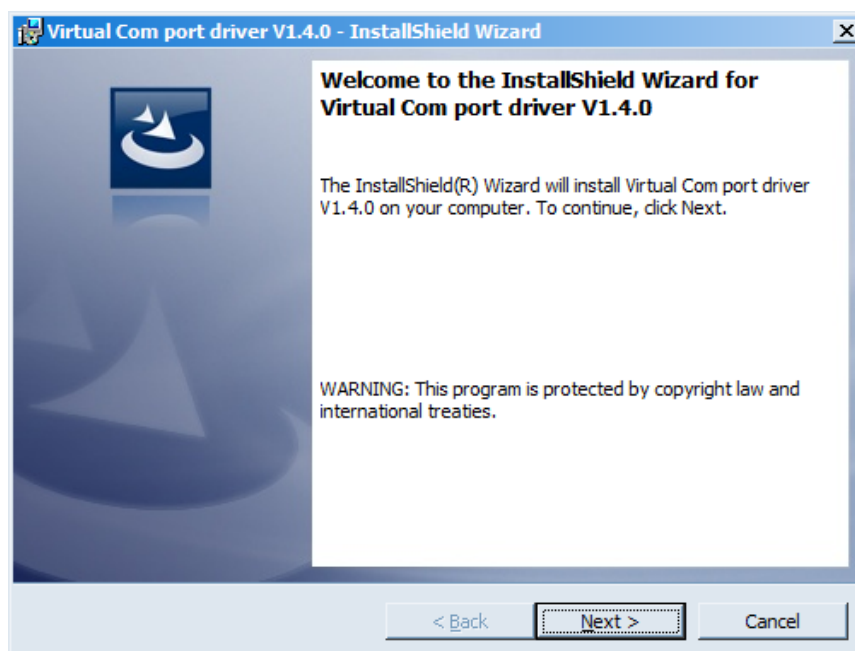 Virtual Com port driver V1.4.0 - InstallShield Wizard
Welcome to the InstallShield Wizard for
Virtual Com port driver V1.4.0
The InstallShield(R) Wizard will install Virtual Com port driver
V1.4.0 on your computer. To continue, click Next.
WARNING: This program is protected by copyright law and
international treaties.
< Back
Next >
Cancel